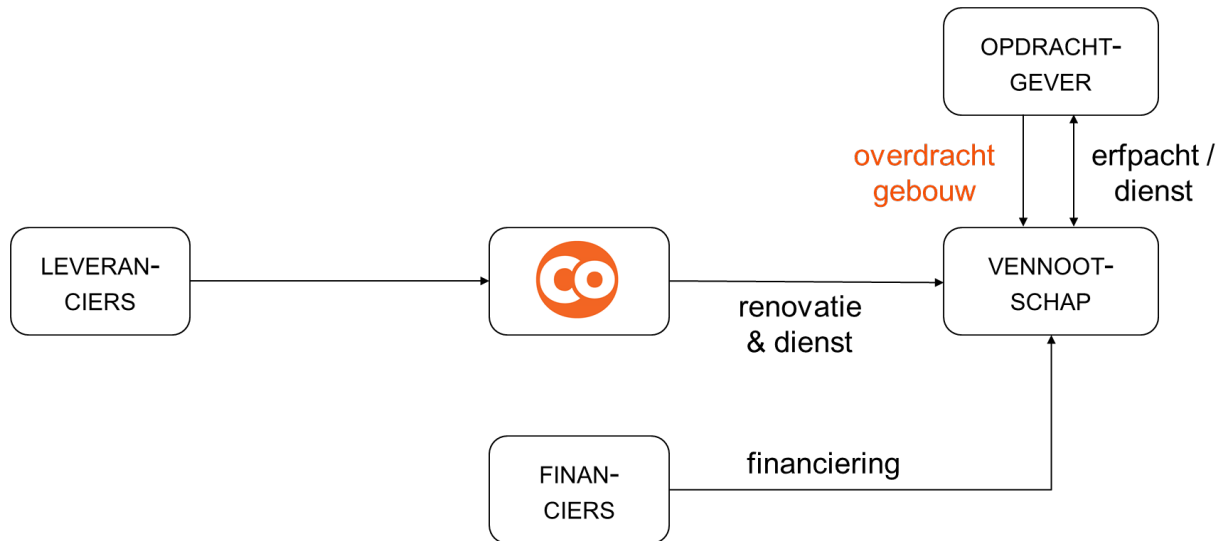 OPDRACHT-
GEVER
overdracht
gebouw
erfpacht /
dienst
LEVERAN-
CIERS
CO
VENNOOT-
SCHAP
renovatie
& dienst
FINAN-
CIERS
financiering